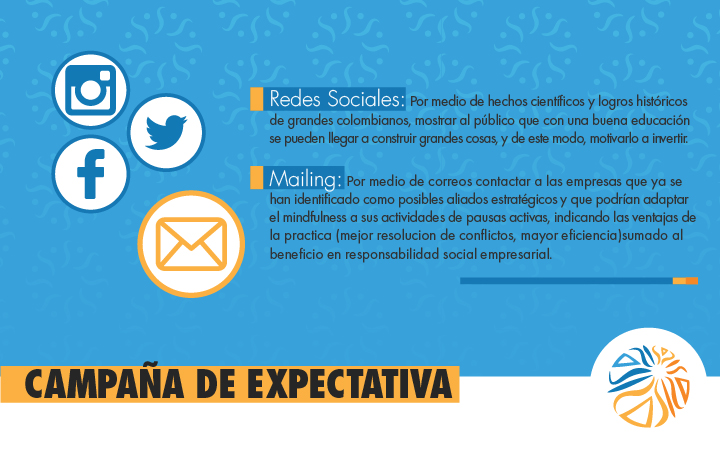 Redes Sociales: Por medio de hechos científicos y logros históricos
de grandes colombianos, mostrar al público que con una buena educación
se pueden llegar a construir grandes cosas, y de este modo, motivarlo a invertir.
Mailing: Por medio de correos contactar a las empresas que ya se
han identificado como posibles aliados estratégicos y que podrían adaptar
el mindfulness a sus actividades de pausas activas, indicando las ventajas de
la practica (mejor resolucion de conflictos, mayor eficiencia)sumado al
beneficio en responsabilidad social empresarial.
CAMPAÑA DE EXPECTATIVA